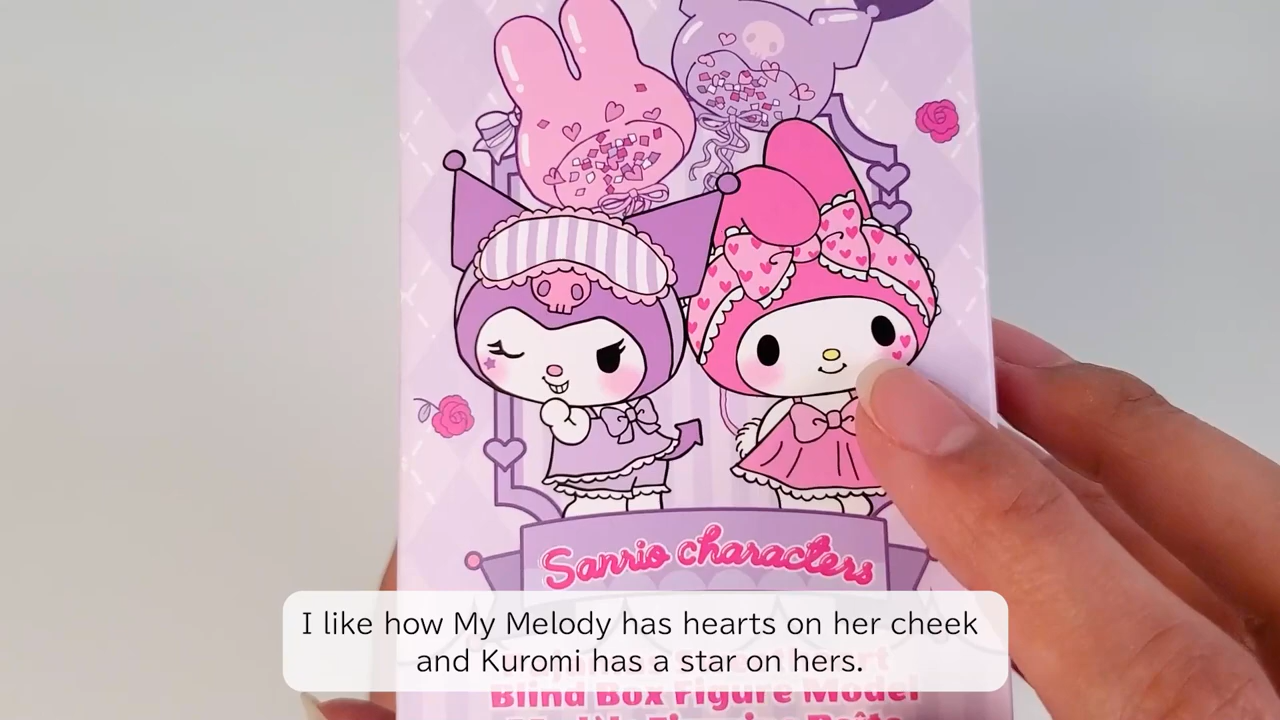 Sanrio characters
I like how My Melody has hearts on her cheek
and Kuromi has a star on hers.
Blind Box Figure Model